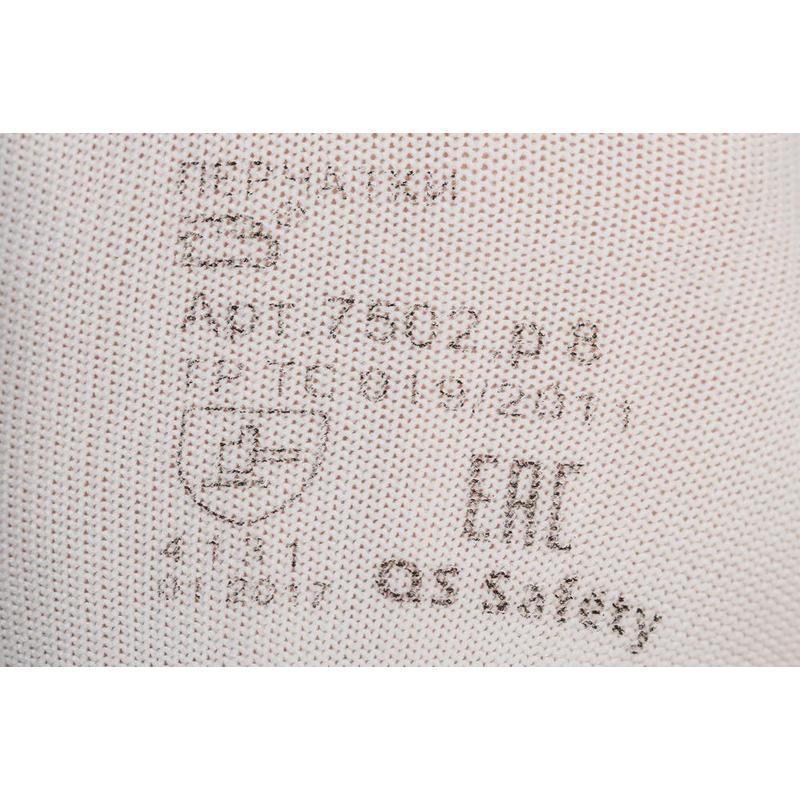 ПЕРЧАТКИ
Арт.7502.р 8
ТР ТС 019/2011
EAC
4131
01.2017
QS Safety